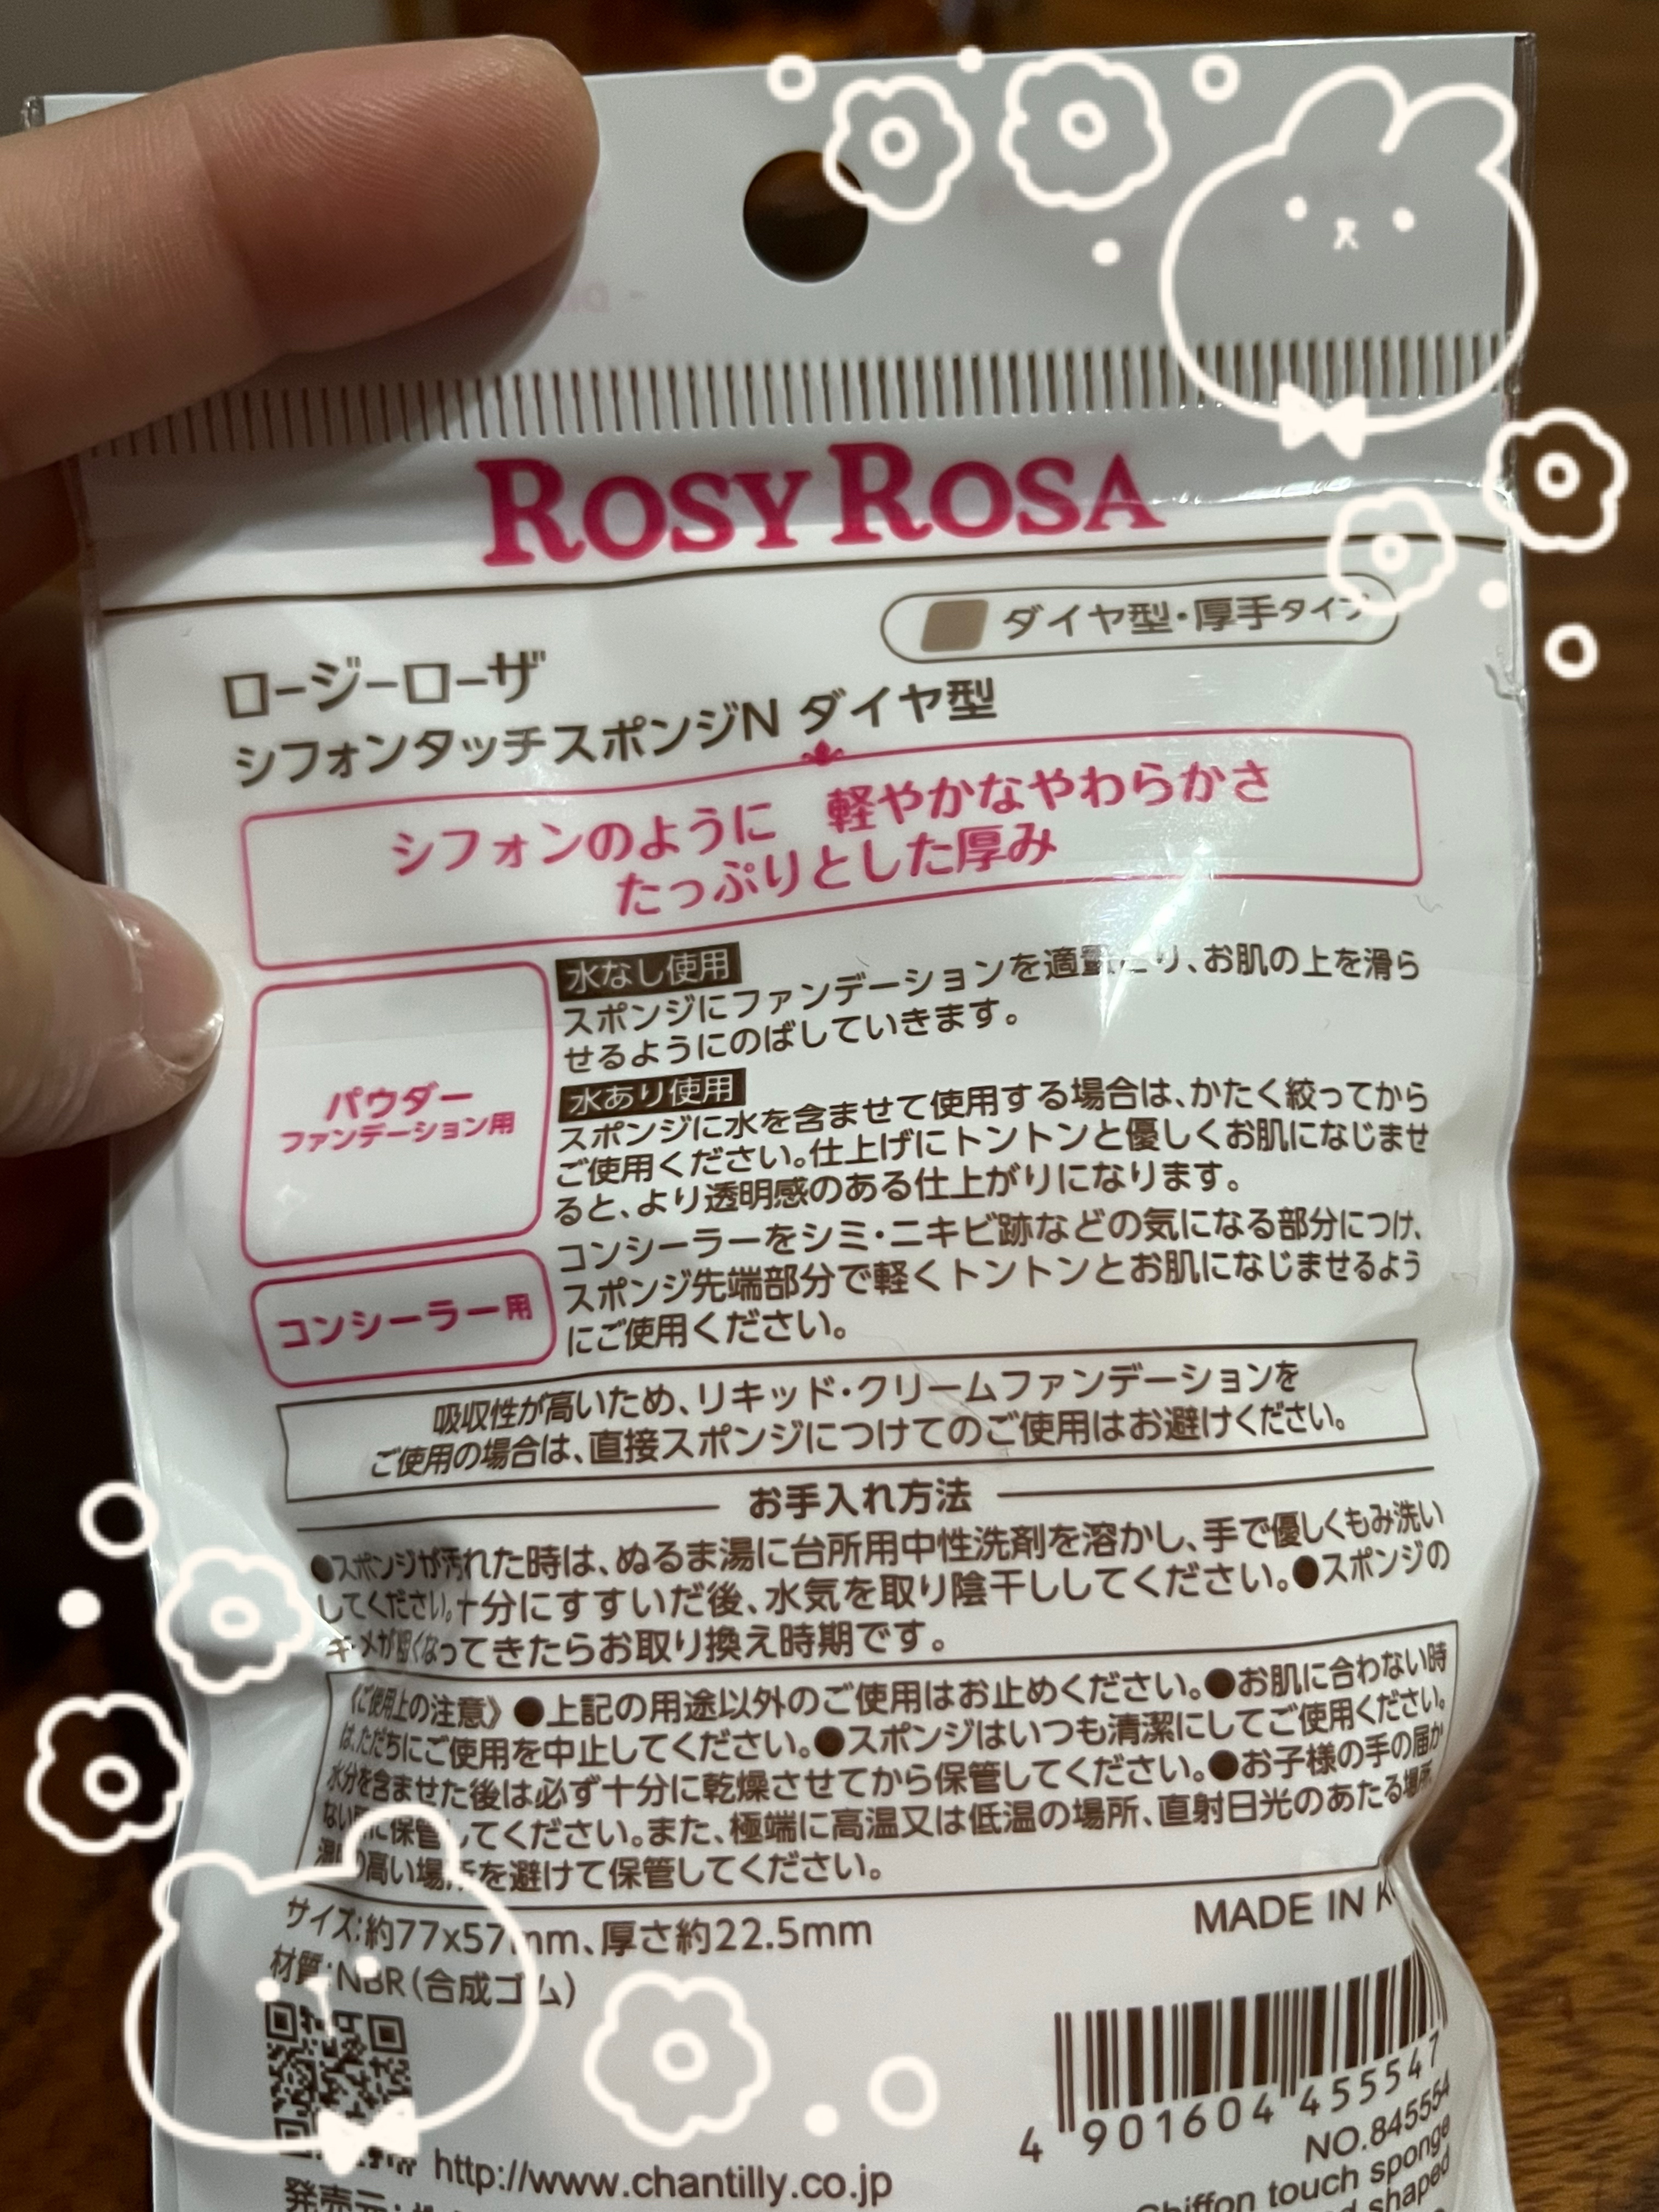 ROSY ROSA
ダイヤ型・厚手タイプ
ロージーローザ
シフォンタッチスポンジN ダイヤ型
シフォンのように 軽やかなやわらかさ
たっぷりとした厚み
パウダー
ファンデーション用
水なし使用
スポンジにファンデーションを適量とり、お肌の上を滑ら
せるようにのばしていきます。
水あり使用
スポンジに水を含ませて使用する場合は、かたく絞ってから
ご使用ください。仕上げにトントンと優しくお肌になじませ
ると、より透明感のある仕上がりになります。
コンシーラー用
コンシーラーをシミ・ニキビ跡などの気になる部分につけ、
スポンジ先端部分で軽くトントンとお肌になじませるよう
にご使用ください。
吸収性が高いため、リキッド・クリームファンデーションを
ご使用の場合は、直接スポンジにつけてのご使用はお避けください。
お手入れ方法
●スポンジが汚れた時は、ぬるま湯に台所用中性洗剤を溶かし、手で優しくもみ洗い
してください。十分にすすいだ後、水気を取り陰干ししてください。●スポンジの
キメが粗くなってきたらお取り換え時期です。
《ご使用上の注意》●上記の用途以外のご使用はお止めください。●お肌に合わない時
は、ただちにご使用を中止してください。●スポンジはいつも清潔にしてご使用ください。
水分を含ませた後は必ず十分に乾燥させてから保管してください。●お子様の手の届か
ない所に保管してください。また、極端に高温又は低温の場所、直射日光のあたる場所、
の高い場所を避けて保管してください。
サイズ:約77x57mm、厚さ約22.5mm
MADE IN K
材質:NBR(合成ゴム)
4 901604 455547
NO.845554
http://www.chantilly.co.jp
Chiffon touch sponge
shaped
発売元: